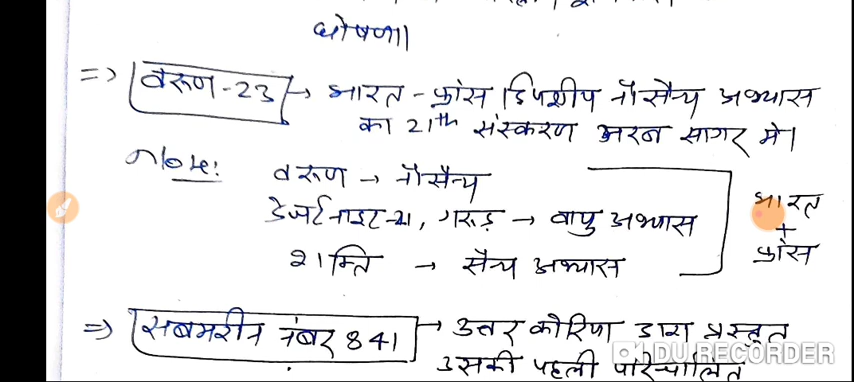 घोषणा।
=> वरूण-23 → भारत - फ्रांस द्विपक्षीय नौसैन्य अभ्यास
का 21th संस्करण अरब सागर में।
Note: वरूण → नौसैन्य
डेजर्ट नाइट-21, गरुड़ → वायु अभ्यास
शक्ति → सैन्य अभ्यास
भारत
+
फ्रांस
=> सबमरीन नंबर 841 → उत्तर कोरिया द्वारा प्रस्तुत
उसकी पहली परिचालित
DU RECORDER